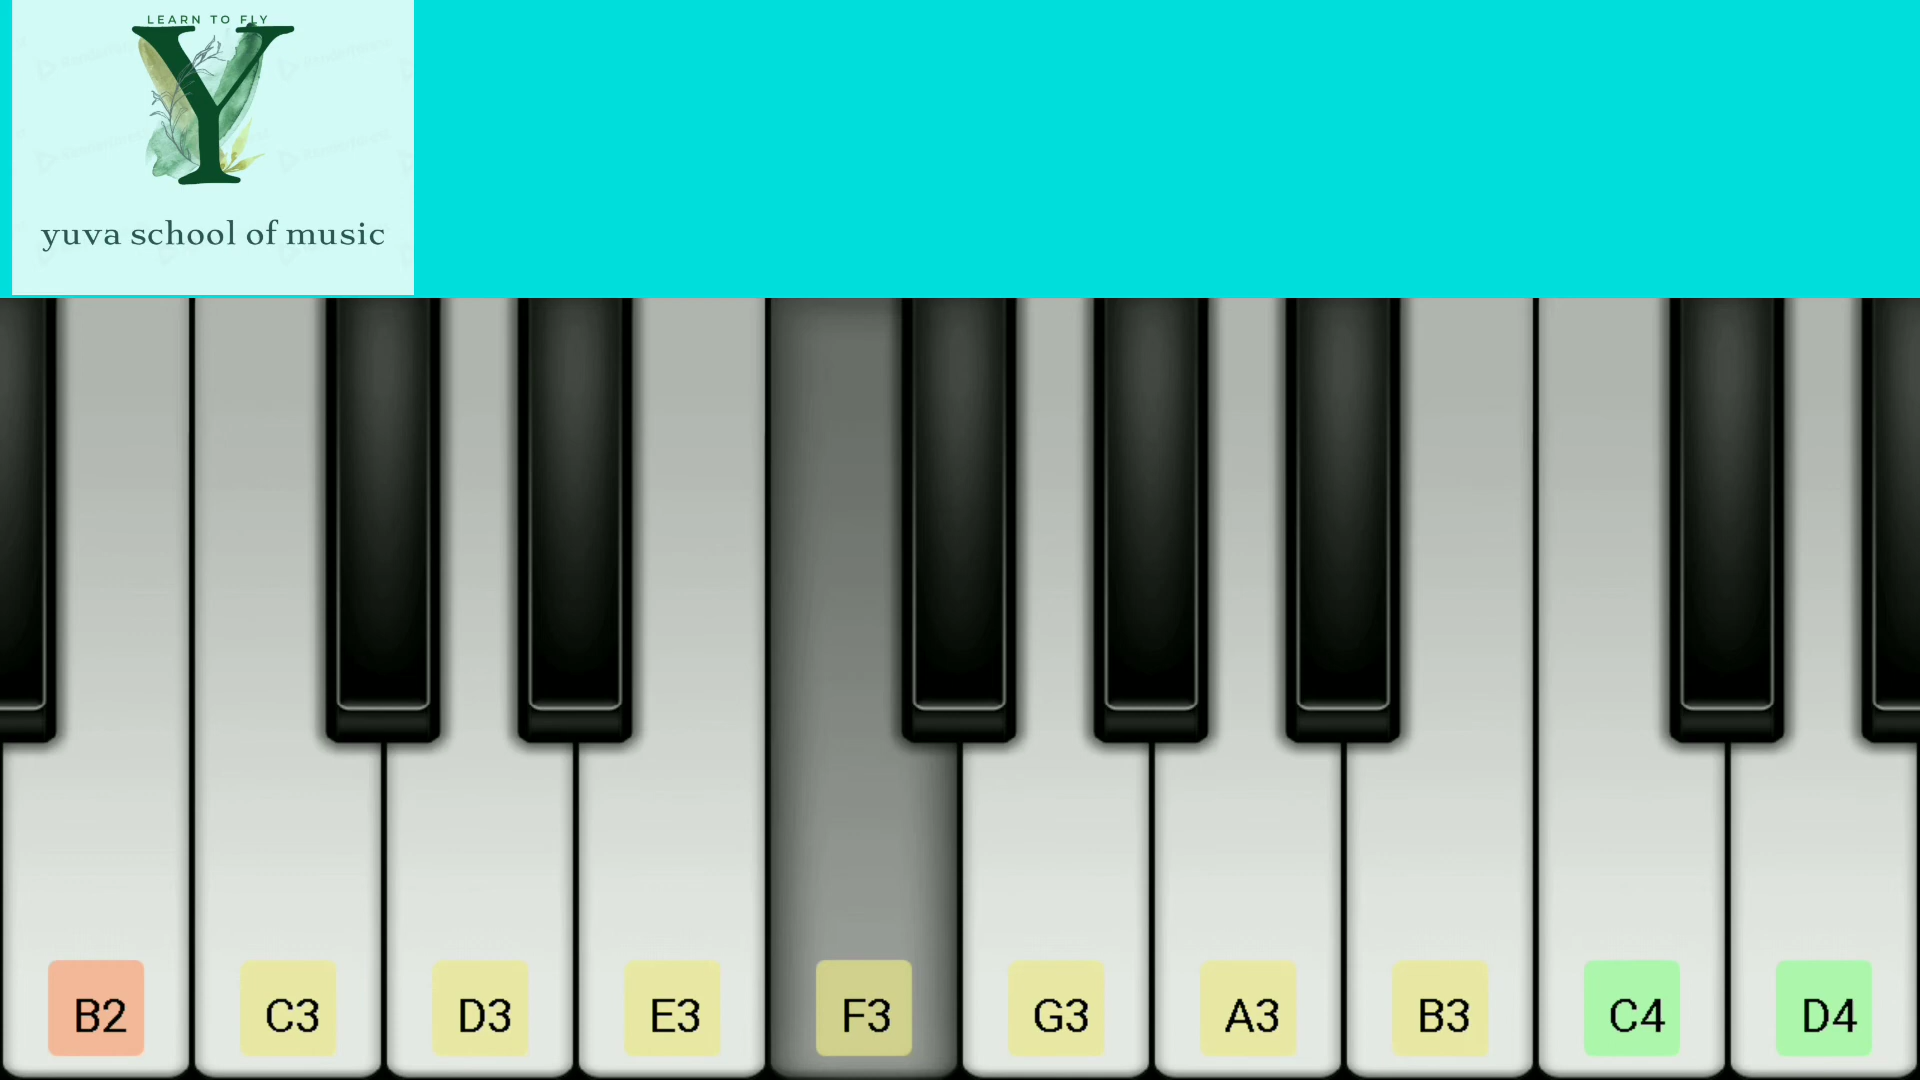 LEARN TO FLY
Y
yuva school of music
B2 C3 D3 E3 F3 G3 A3 B3 C4 D4